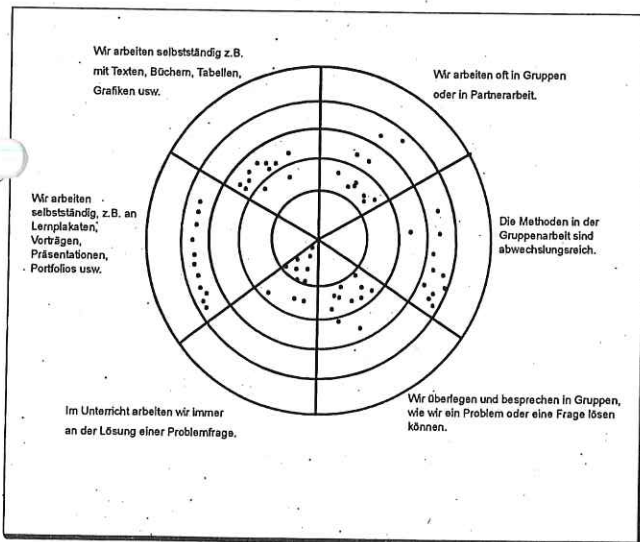 Wir arbeiten selbstständig z.B.
mit Texten, Büchern, Tabellen,
Grafiken usw.
Wir arbeiten oft in Gruppen
oder in Partnerarbeit.
Wir arbeiten
selbstständig, z.B. an
Lernplakaten,
Vorträgen,
Präsentationen,
Portfolios usw.
Die Methoden in der
Gruppenarbeit sind
abwechslungsreich.
Im Unterricht arbeiten wir immer
an der Lösung einer Problemfrage.
Wir überlegen und besprechen in Gruppen,
wie wir ein Problem oder eine Frage lösen
können.